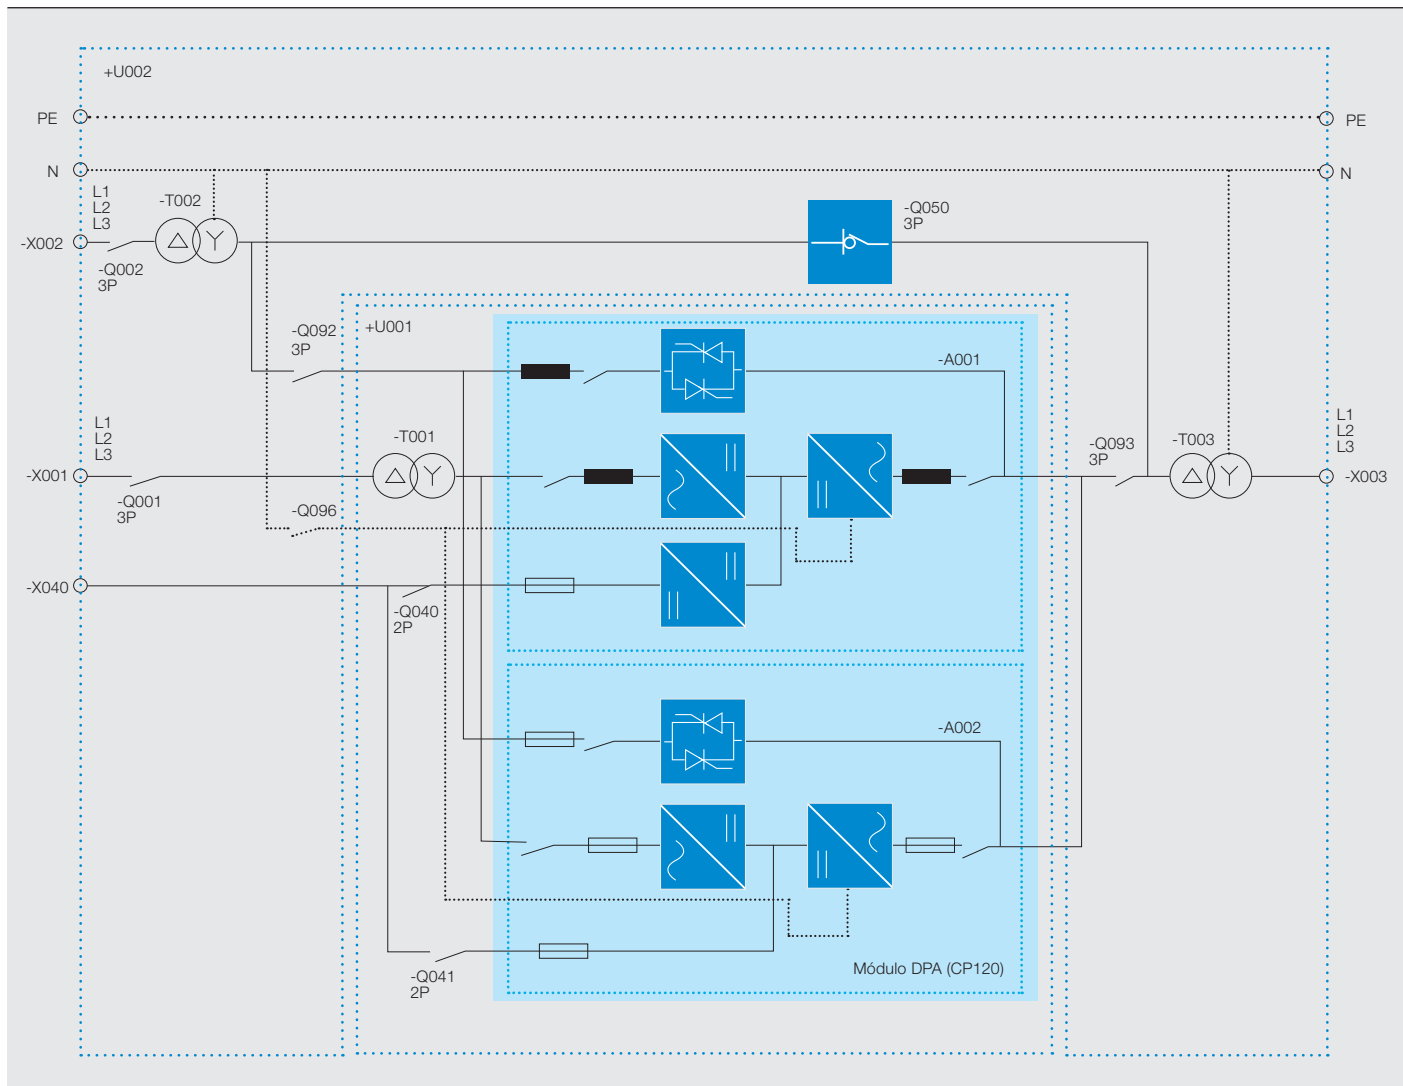 +U002
PE
PE
N
N
L1
L2
L3
-T002
-Q050
3P
-X002
-Q002
3P
-Q092
3P
+U001
-A001
L1
L2
L3
-T001
-Q093
3P
-T003
L1
L2
L3
-X001
-X003
-Q001
3P
-Q096
-X040
-Q040
2P
-A002
-Q041
2P
Módulo DPA (CP120)